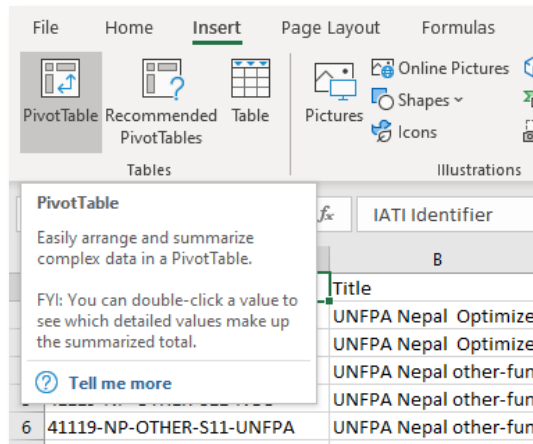 File Home Insert Page Layout Formulas
PivotTable Recommended PivotTables Table Pictures
Online Pictures
Shapes
Icons
Tables Illustrations
PivotTable
Easily arrange and summarize
complex data in a PivotTable.
FYI: You can double-click a value to
see which detailed values make up
the summarized total.
Tell me more
fx IATI Identifier
B
Title
UNFPA Nepal Optimize
UNFPA Nepal Optimize
UNFPA Nepal other-fun
UNFPA Nepal other-fun
6 41119-NP-OTHER-S11-UNFPA UNFPA Nepal other-fun